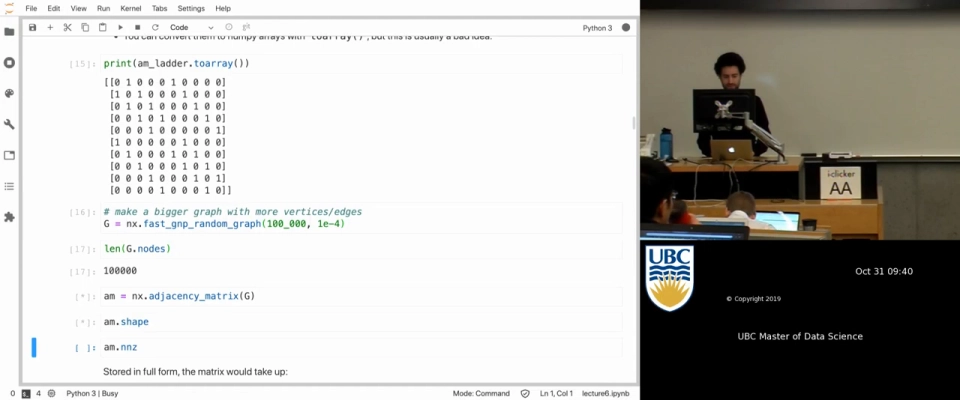 File Edit View Run Kernel Tabs Settings Help
Code
Python 3
You can convert them to numpy arrays with `toarray()`, but this is usually a bad idea.
[15]: print(am_ladder.toarray())
[[0 1 0 0 0 1 0 0 0 0]
[1 0 1 0 0 0 1 0 0 0]
[0 1 0 1 0 0 0 1 0 0]
[0 0 1 0 1 0 0 0 1 0]
[0 0 0 1 0 0 0 0 0 1]
[1 0 0 0 0 0 1 0 0 0]
[0 1 0 0 0 1 0 1 0 0]
[0 0 1 0 0 0 1 0 1 0]
[0 0 0 1 0 0 0 1 0 1]
[0 0 0 0 1 0 0 0 1 0]]
[16]: # make a bigger graph with more vertices/edges
G = nx.fast_gnp_random_graph(100_000, 1e-4)
[17]: len(G.nodes)
[17]: 100000
[*]: am = nx.adjacency_matrix(G)
[*]: am.shape
[ ]: am.nnz
Stored in full form, the matrix would take up:
0 4 Python 3 | Busy Mode: Command Ln 1, Col 1 lecture6.ipynb
i-clicker
AA
UBC
Oct 31 09:40
© Copyright 2019
UBC Master of Data Science